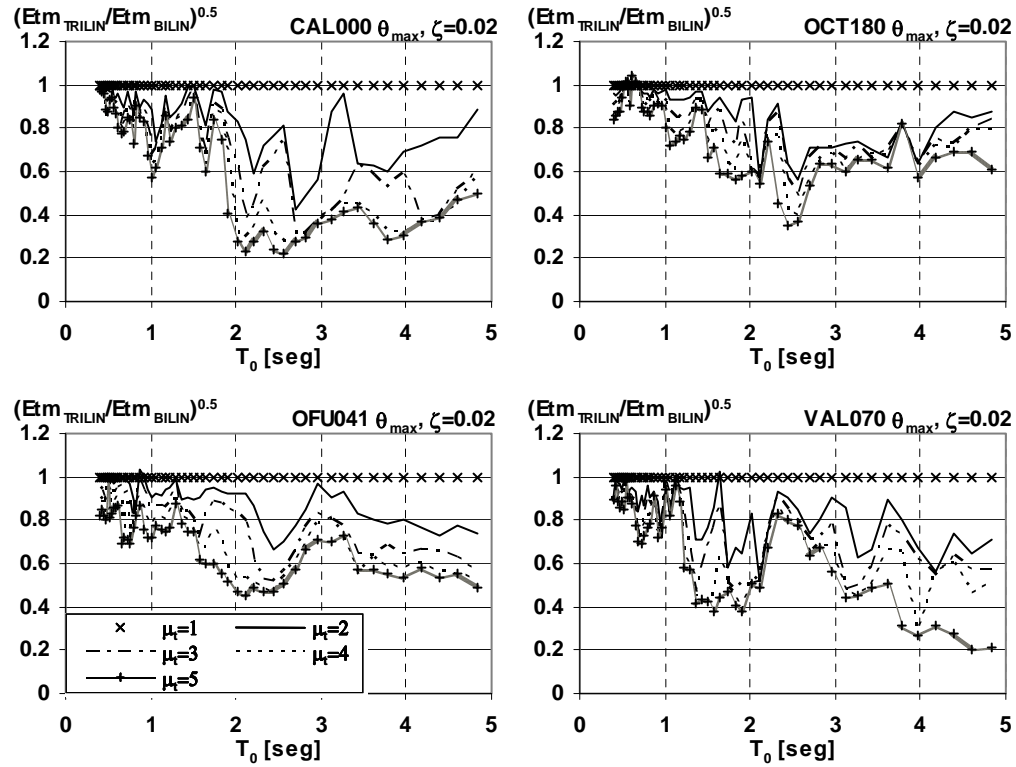 (Etm TRILIN/Etm BILIN)0.5 CAL000 θmax, ζ=0.02
1.2
1
0.8
0.6
0.4
0.2
0
0 1 2 3 4 5
T0 [seg]
(Etm TRILIN/Etm BILIN)0.5 OCT180 θmax, ζ=0.02
1.2
1
0.8
0.6
0.4
0.2
0
0 1 2 3 4 5
T0 [seg]
(Etm TRILIN/Etm BILIN)0.5 OFU041 θmax, ζ=0.02
1.2
1
0.8
0.6
0.4
0.2
0
μt=1 μt=2
μt=3 μt=4
μt=5
0 1 2 3 4 5
T0 [seg]
(Etm TRILIN/Etm BILIN)0.5 VAL070 θmax, ζ=0.02
1.2
1
0.8
0.6
0.4
0.2
0
0 1 2 3 4 5
T0 [seg]